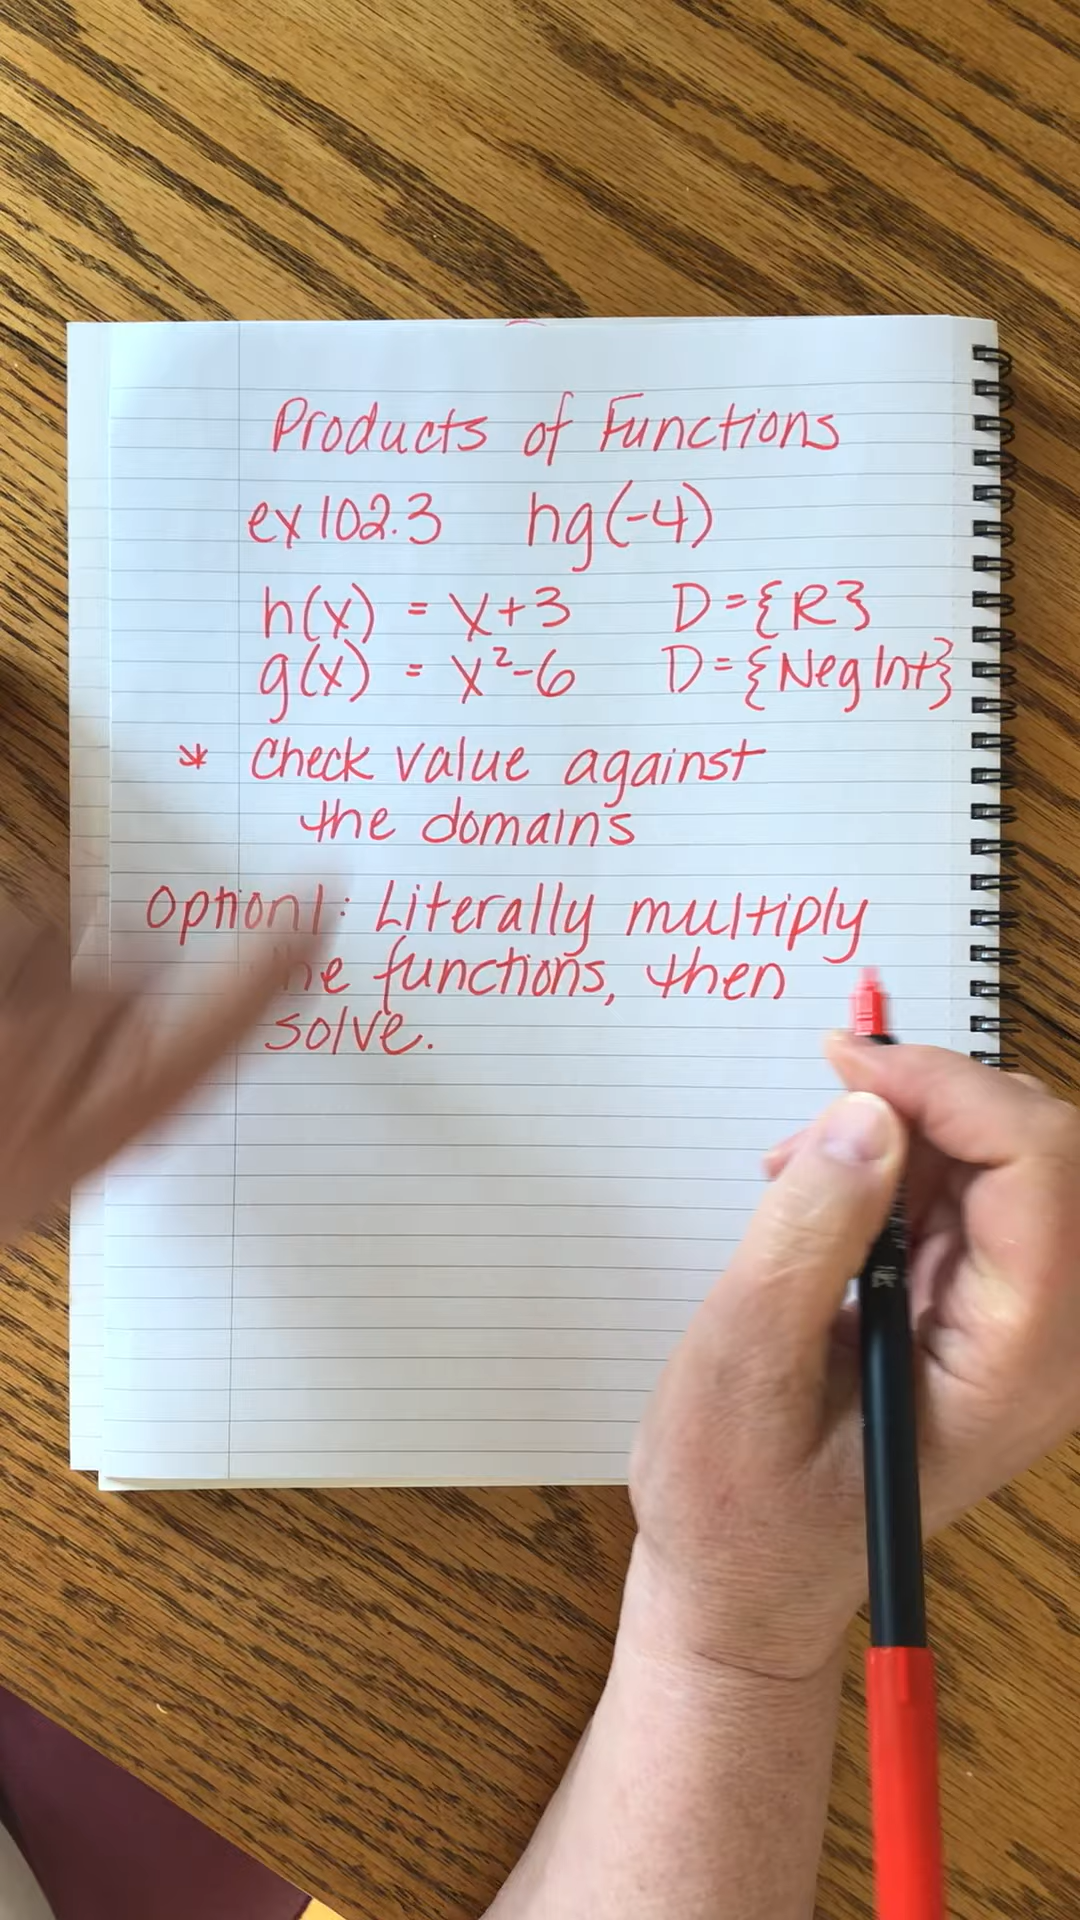 Products of Functions
ex 102.3 hg(-4)
h(x) = x+3 D={R}
g(x) = x²-6 D={Neg Int}
* Check value against
the domains
Option 1: Literally multiply
the functions, then
solve.